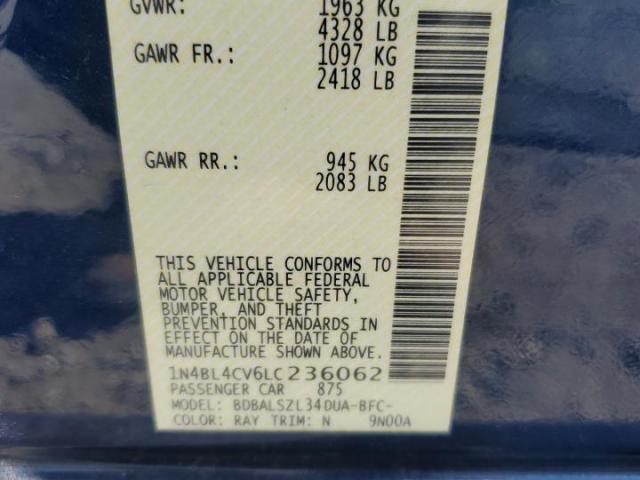 GVWR: 1963 KG
4328 LB
GAWR FR.: 1097 KG
2418 LB
GAWR RR.: 945 KG
2083 LB
THIS VEHICLE CONFORMS TO
ALL APPLICABLE FEDERAL
MOTOR VEHICLE SAFETY,
BUMPER, AND THEFT
PREVENTION STANDARDS IN
EFFECT ON THE DATE OF
MANUFACTURE SHOWN ABOVE.
1N4BL4CV6LC236062
PASSENGER CAR 875
MODEL: BDBALSZL34DUA-BFC-
COLOR: RAY TRIM: N 9N00A